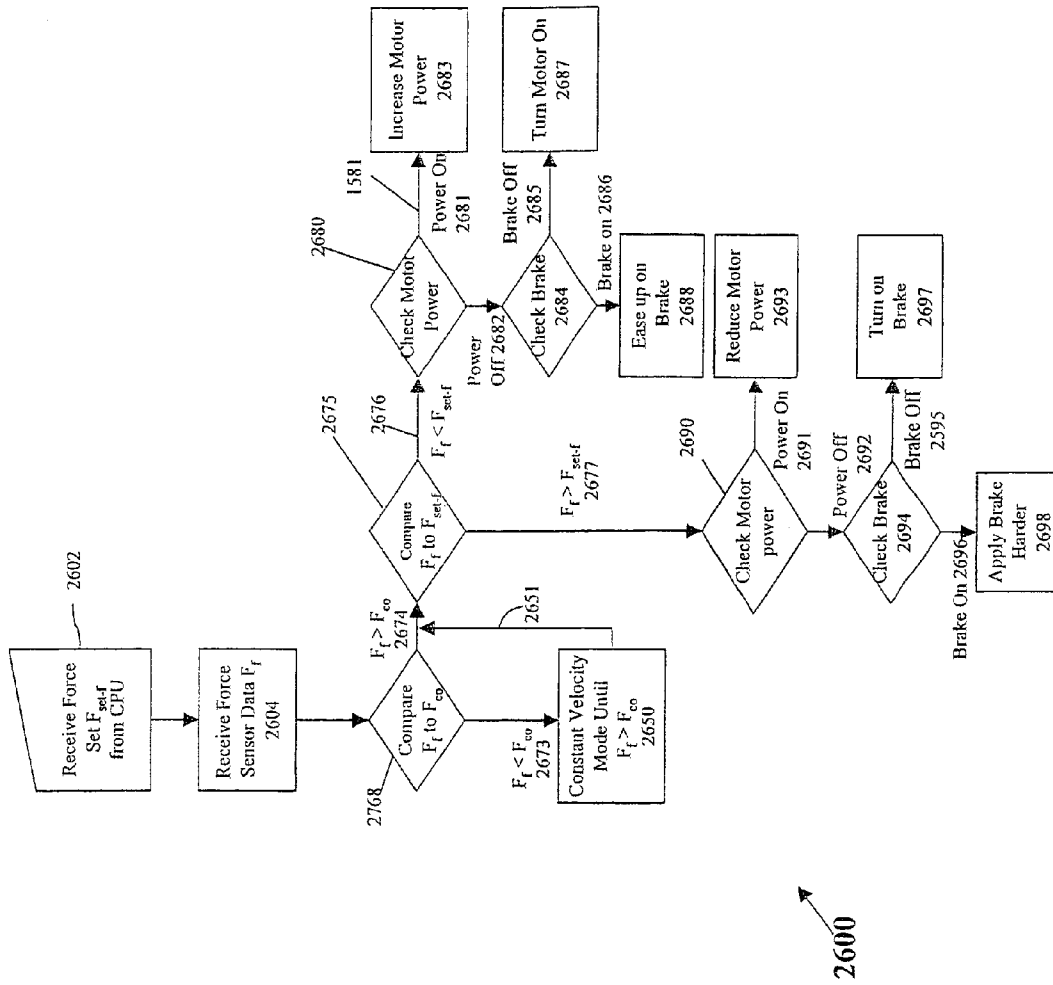 2602
Receive Force
Set F_set-f
from CPU
Receive Force
Sensor Data F_f
2604
2768
Compare
F_f to F_co
F_f > F_co
2674
F_f < F_co
2673
2651
Constant Velocity
Mode Until
F_f > F_co
2650
2675
Compare
F_f to F_set-f
2676
F_f < F_set-f
F_f > F_set-f
2677
2680
Check Motor
Power
1581
Power On
2681
Increase Motor
Power
2683
Power
Off 2682
Check Brake
2684
Brake Off
2685
Turn Motor On
2687
Brake on 2686
Ease up on
Brake
2688
2690
Check Motor
power
Power On
2691
Reduce Motor
Power
2693
Power Off
2692
Check Brake
2694
Brake Off
2595
Turn on
Brake
2697
Brake On 2696
Apply Brake
Harder
2698
2600